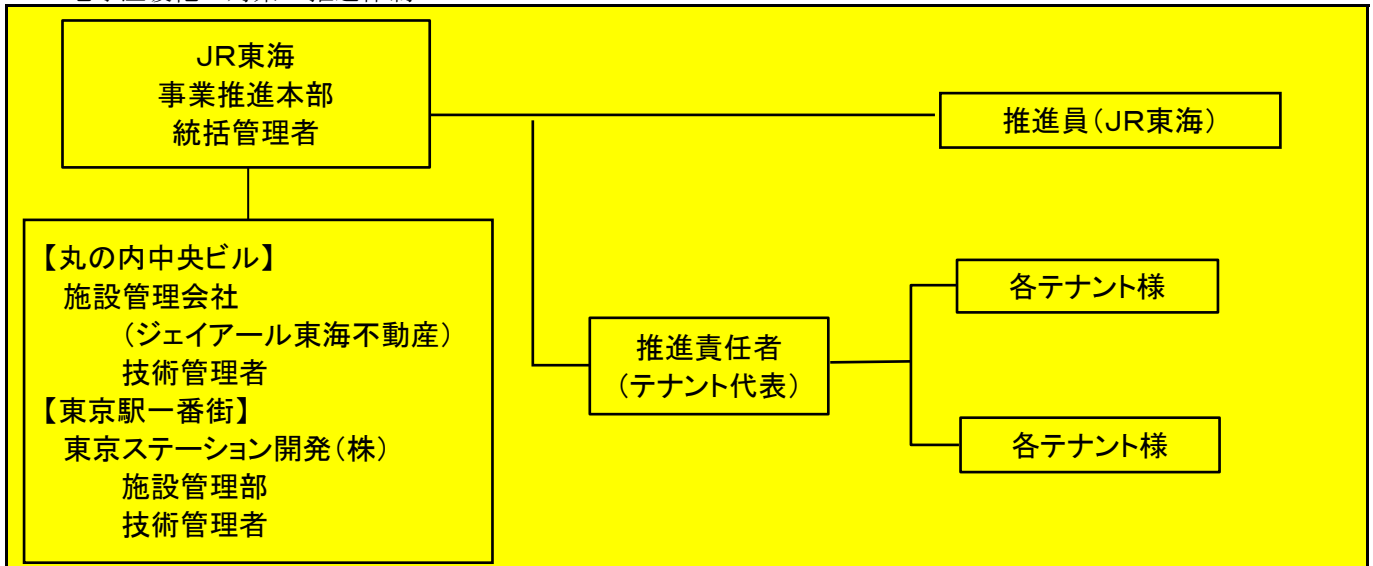 JR東海
事業推進本部
統括管理者
推進員(JR東海)
【丸の内中央ビル】
施設管理会社
(ジェイアール東海不動産)
技術管理者
【東京駅一番街】
東京ステーション開発(株)
施設管理部
技術管理者
推進責任者
(テナント代表)
各テナント様
各テナント様